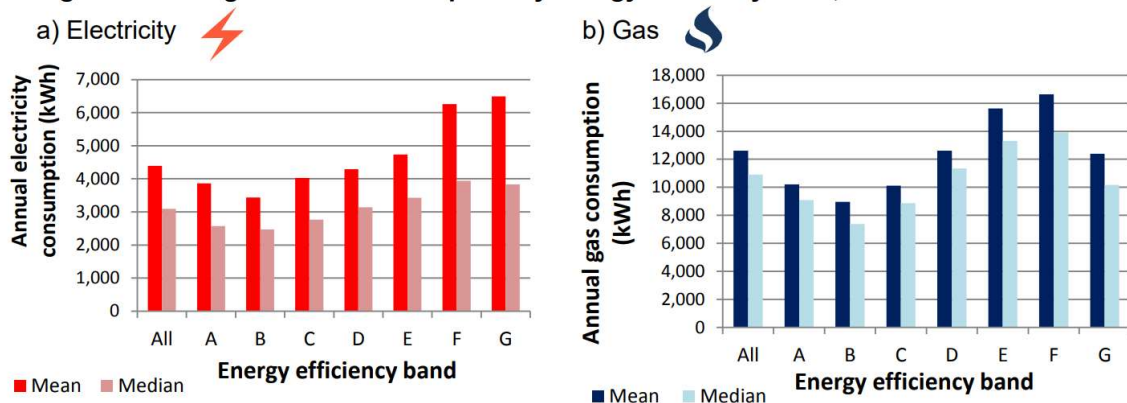 a) Electricity
Annual electricity
consumption (kWh)
7,000
6,000
5,000
4,000
3,000
2,000
1,000
0
All A B C D E F G
Energy efficiency band
Mean Median
b) Gas
Annual gas consumption
(kWh)
18,000
16,000
14,000
12,000
10,000
8,000
6,000
4,000
2,000
0
All A B C D E F G
Energy efficiency band
Mean Median